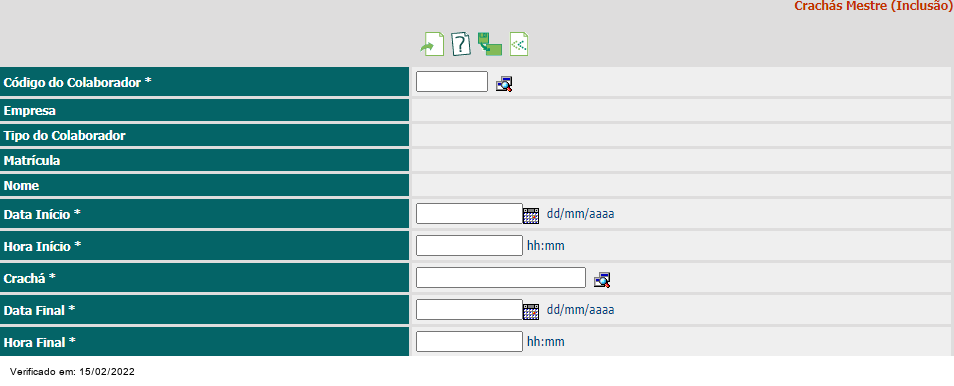 Crachás Mestre (Inclusão)
Código do Colaborador *
Empresa
Tipo do Colaborador
Matrícula
Nome
Data Início * dd/mm/aaaa
Hora Início * hh:mm
Crachá *
Data Final * dd/mm/aaaa
Hora Final * hh:mm
Verificado em: 15/02/2022